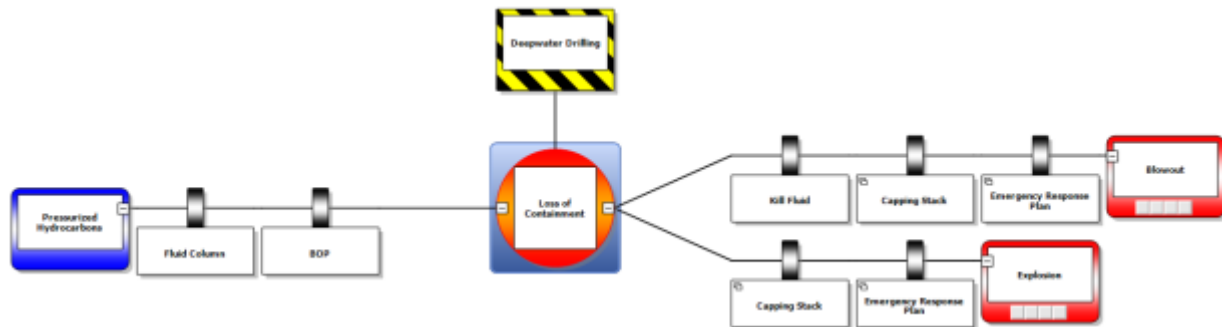 Deepwater Drilling
Pressurized
Hydrocarbons
Fluid Column
BOP
Loss of
Containment
Kill Fluid
Capping Stack
Emergency Response
Plan
Blowout
Capping Stack
Emergency Response
Plan
Explosion